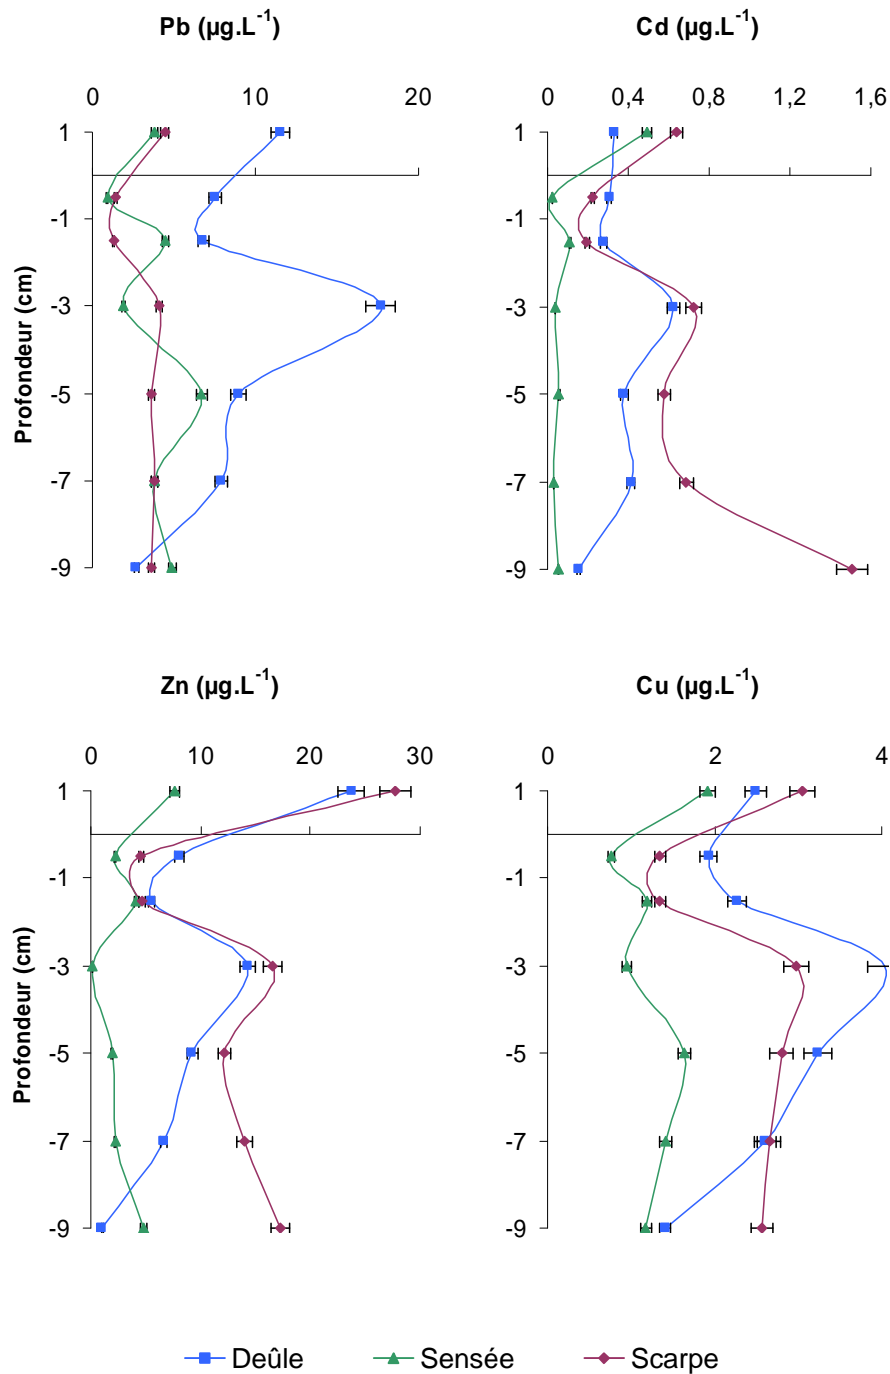 Pb (µg.L⁻¹)
Cd (µg.L⁻¹)
0 10 20
0 0,4 0,8 1,2 1,6
1
-1
-3
-5
-7
-9
Profondeur (cm)
1
-1
-3
-5
-7
-9
Zn (µg.L⁻¹)
Cu (µg.L⁻¹)
0 10 20 30
0 2 4
1
-1
-3
-5
-7
-9
Profondeur (cm)
1
-1
-3
-5
-7
-9
Deûle Sensée Scarpe